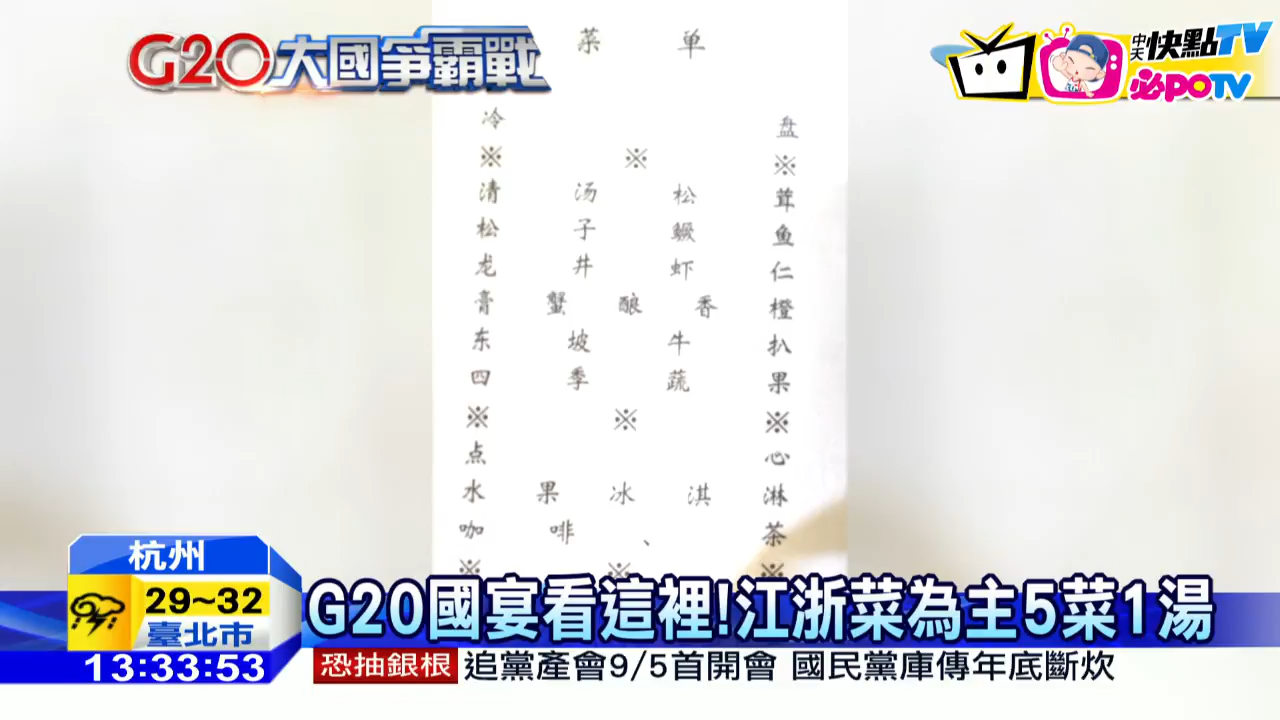 G20大國爭霸戰
中天快點TV
必POTV
菜 单
冷 盘
※ ※ ※
清 汤 松 茸
松 子 鳜 鱼
龙 井 虾 仁
膏 蟹 酿 香 橙
东 坡 牛 扒
四 季 蔬 果
※ ※ ※
点 心
水 果 冰 淇 淋
咖 啡 、 茶
※ ※ ※
杭州
29~32
臺北市
13:33:53
G20國宴看這裡!江浙菜為主5菜1湯
恐抽銀根 追黨產會9/5首開會 國民黨庫傳年底斷炊